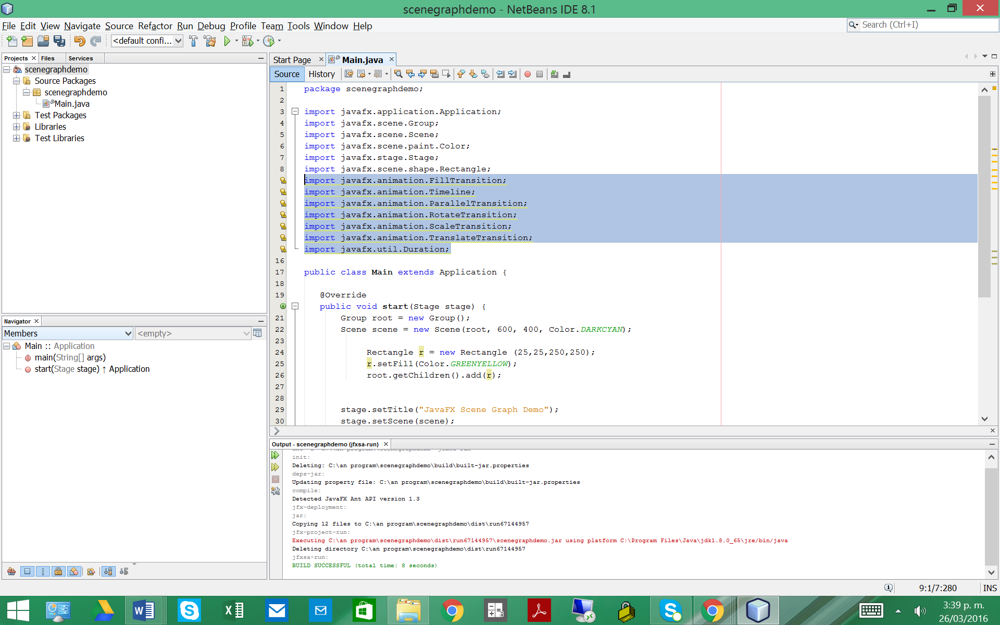 scenegraphdemo - NetBeans IDE 8.1
File Edit View Navigate Source Refactor Run Debug Profile Team Tools Window Help
Search (Ctrl+I)
<default confi...
Projects Files Services
scenegraphdemo
Source Packages
scenegraphdemo
Main.java
Test Packages
Libraries
Test Libraries
Navigator
Members
<empty>
Main :: Application
main(String[] args)
start(Stage stage) ↑ Application
Start Page Main.java
Source History
1 package scenegraphdemo;
2
3 import javafx.application.Application;
4 import javafx.scene.Group;
5 import javafx.scene.Scene;
6 import javafx.scene.paint.Color;
7 import javafx.stage.Stage;
8 import javafx.scene.shape.Rectangle;
import javafx.animation.FillTransition;
import javafx.animation.Timeline;
import javafx.animation.ParallelTransition;
import javafx.animation.RotateTransition;
import javafx.animation.ScaleTransition;
import javafx.animation.TranslateTransition;
import javafx.util.Duration;
16
17 public class Main extends Application {
18
19 @Override
public void start(Stage stage) {
21 Group root = new Group();
22 Scene scene = new Scene(root, 600, 400, Color.DARKCYAN);
23
24 Rectangle r = new Rectangle (25,25,250,250);
25 r.setFill(Color.GREENYELLOW);
26 root.getChildren().add(r);
27
28
29 stage.setTitle("JavaFX Scene Graph Demo");
30 stage.setScene(scene);
Output - scenegraphdemo (jfxsa-run)
init:
Deleting: C:\an program\scenegraphdemo\build\built-jar.properties
deps-jar:
Updating property file: C:\an program\scenegraphdemo\build\built-jar.properties
compile:
Detected JavaFX Ant API version 1.3
jfx-deployment:
jar:
Copying 12 files to C:\an program\scenegraphdemo\dist\run67144957
jfx-project-run:
Executing C:\an program\scenegraphdemo\dist\run67144957\scenegraphdemo.jar using platform C:\Program Files\Java\jdk1.8.0_65\jre/bin/java
Deleting directory C:\an program\scenegraphdemo\dist\run67144957
jfxsa-run:
BUILD SUCCESSFUL (total time: 8 seconds)
9:1/7:280 INS
3:39 p. m.
26/03/2016